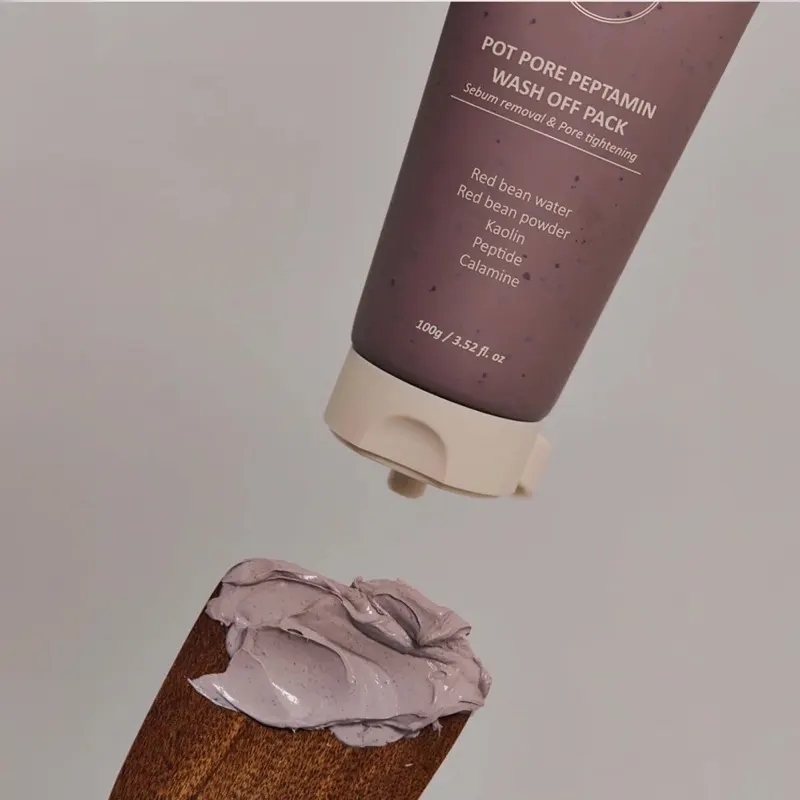 POT PORE PEPTAMIN
WASH OFF PACK
Sebum removal & Pore tightening
Red bean water
Red bean powder
Kaolin
Peptide
Calamine
100g / 3.52 fl. oz